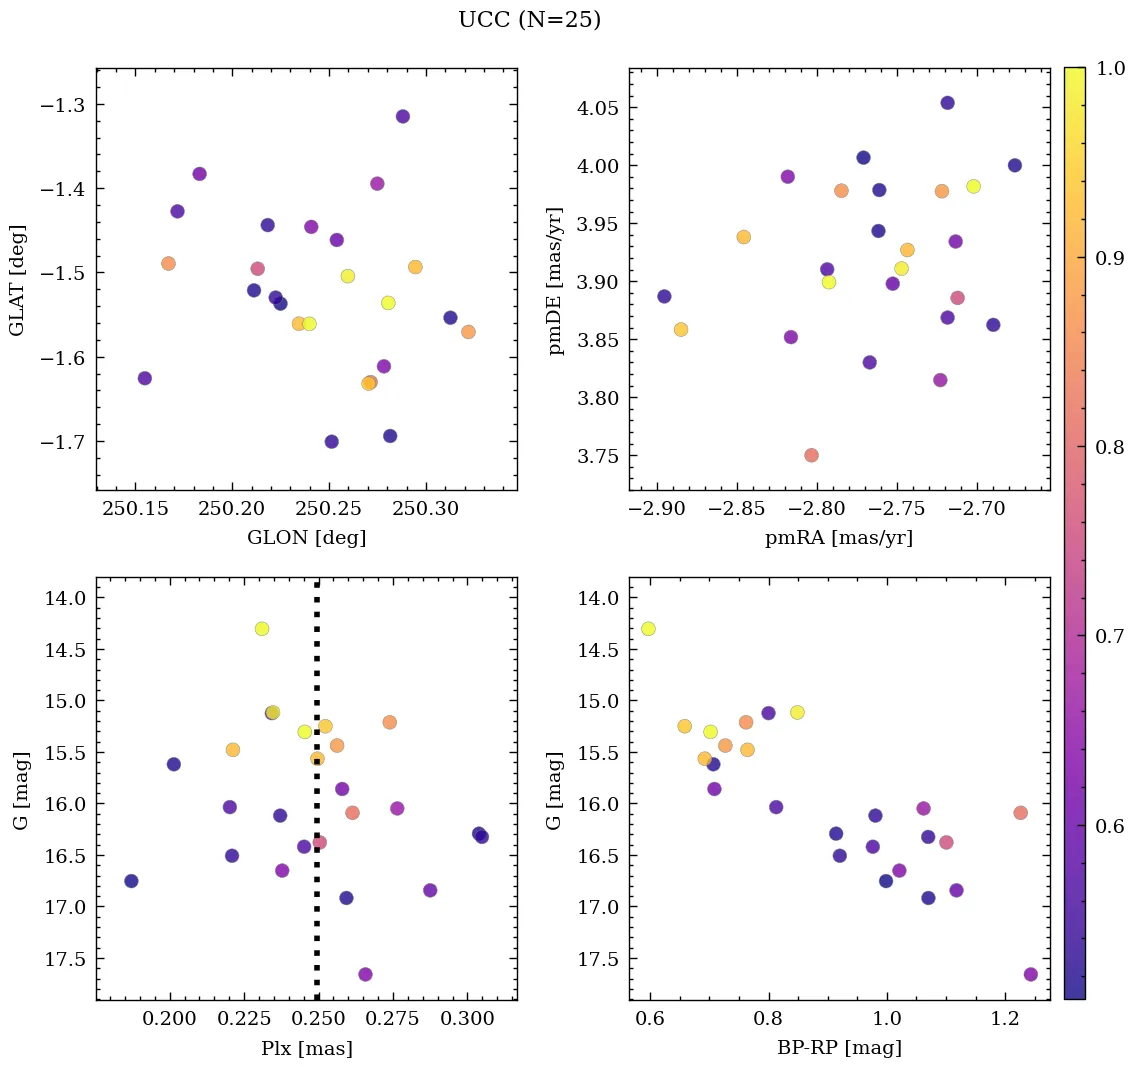 UCC (N=25)
−1.3
−1.4
−1.5
−1.6
−1.7
GLAT [deg]
250.15 250.20 250.25 250.30
GLON [deg]
4.05
4.00
3.95
3.90
3.85
3.80
3.75
pmDE [mas/yr]
−2.90 −2.85 −2.80 −2.75 −2.70
pmRA [mas/yr]
14.0
14.5
15.0
15.5
16.0
16.5
17.0
17.5
G [mag]
0.200 0.225 0.250 0.275 0.300
Plx [mas]
14.0
14.5
15.0
15.5
16.0
16.5
17.0
17.5
G [mag]
0.6 0.8 1.0 1.2
BP-RP [mag]
1.0
0.9
0.8
0.7
0.6